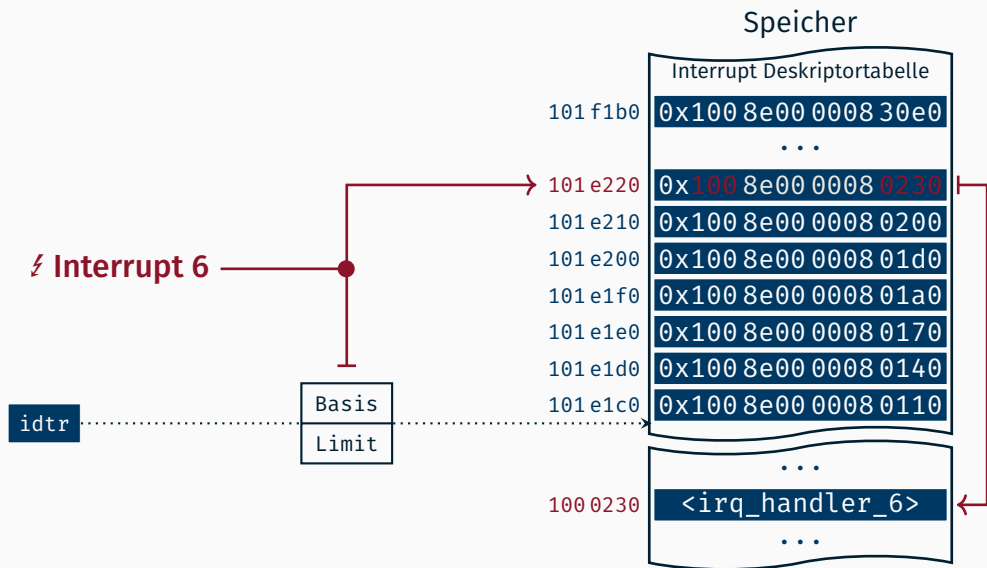 Speicher
Interrupt Deskriptortabelle
101 f1b0 0x100 8e00 0008 30e0
...
101 e220 0x100 8e00 0008 0230
101 e210 0x100 8e00 0008 0200
⚡ Interrupt 6 101 e200 0x100 8e00 0008 01d0
101 e1f0 0x100 8e00 0008 01a0
101 e1e0 0x100 8e00 0008 0170
101 e1d0 0x100 8e00 0008 0140
Basis 101 e1c0 0x100 8e00 0008 0110
idtr
Limit
...
100 0230 <irq_handler_6>
...